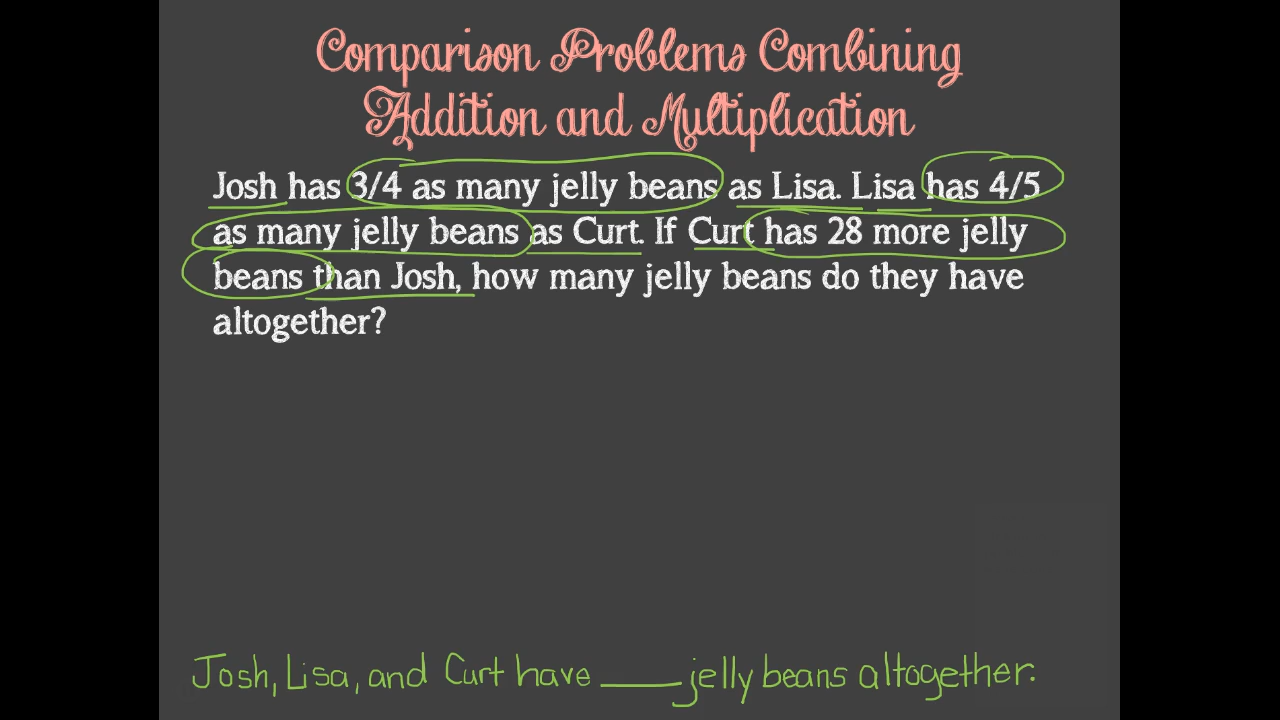 Comparison Problems Combining
Addition and Multiplication
Josh has 3/4 as many jelly beans as Lisa. Lisa has 4/5
as many jelly beans as Curt. If Curt has 28 more jelly
beans than Josh, how many jelly beans do they have
altogether?
Josh, Lisa, and Curt have ____ jelly beans altogether.